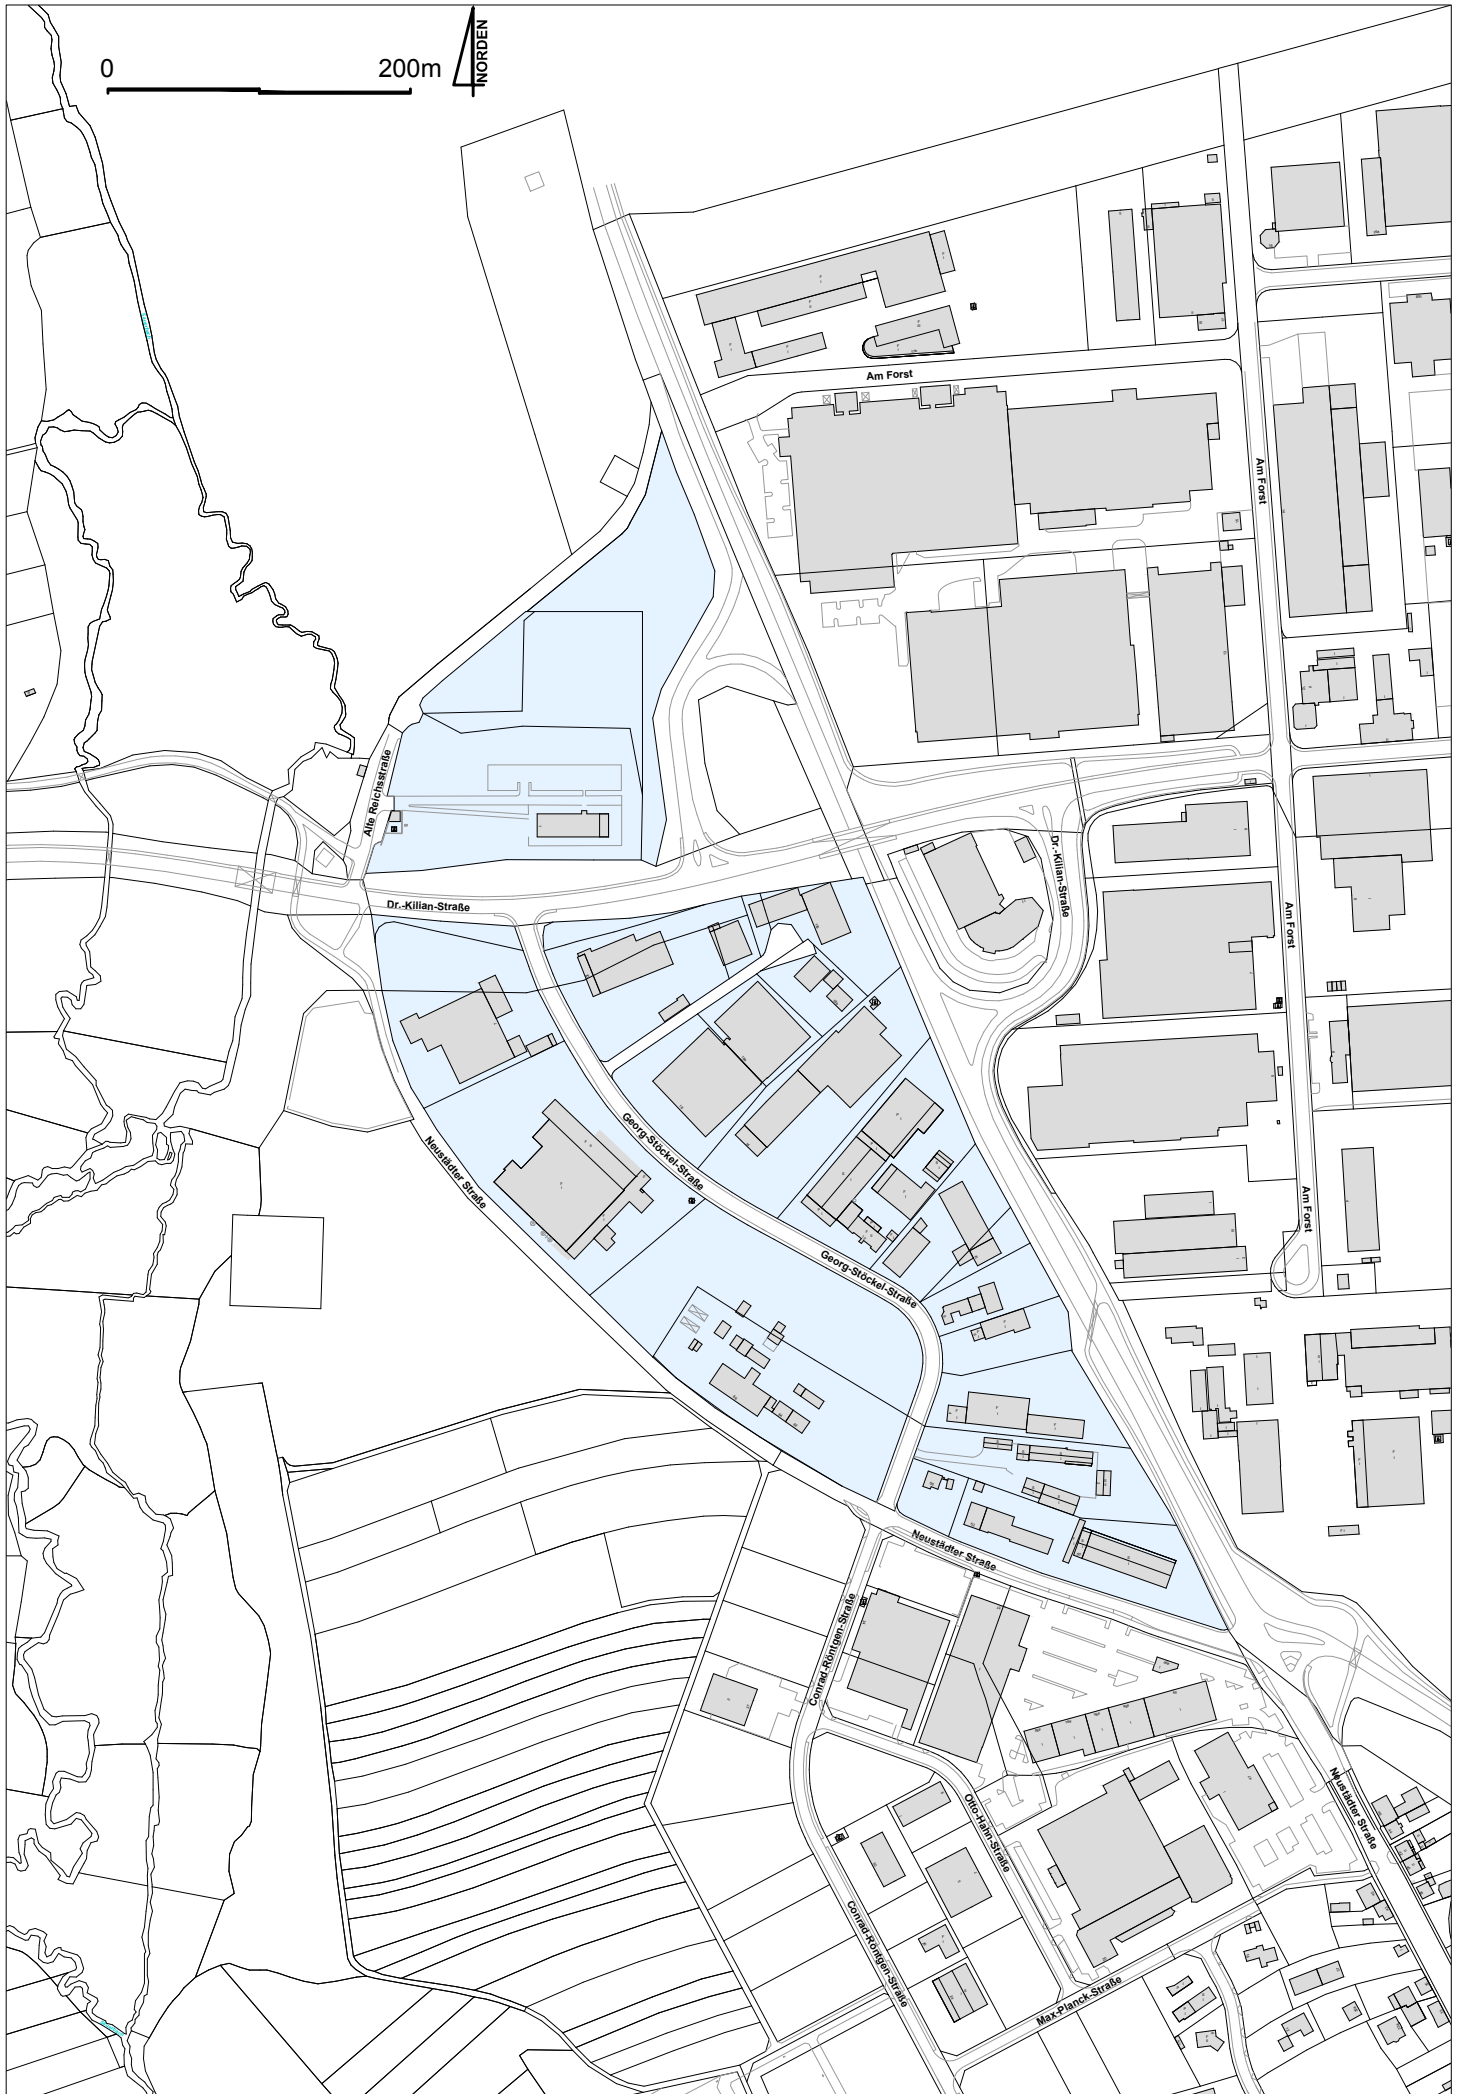 0
200m
NORDEN
Am Forst
Am Forst
Alte Reichsstraße
Dr.-Kilian-Straße
Dr.-Kilian-Straße
Am Forst
Georg-Stöckel-Straße
Neustädter Straße
Am Forst
Georg-Stöckel-Straße
Neustädter Straße
Conrad-Röntgen-Straße
Otto-Hahn-Straße
Neustädter Straße
Conrad-Röntgen-Straße
Max-Planck-Straße